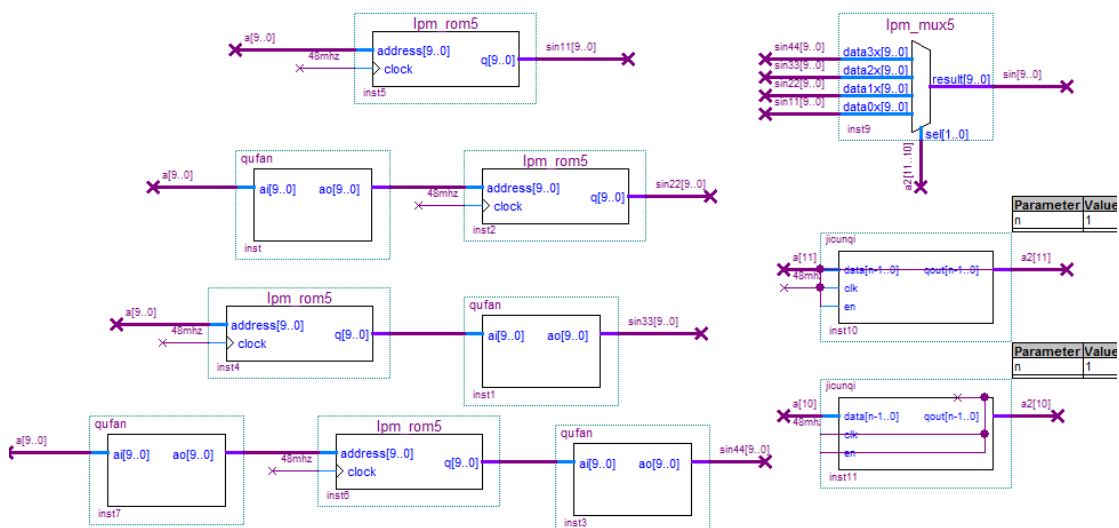 lpm_rom5
a[9..0]
address[9..0]
48mhz
clock
q[9..0]
sin11[9..0]
inst5
lpm_mux5
sin44[9..0]
data3x[9..0]
sin33[9..0]
data2x[9..0]
sin22[9..0]
data1x[9..0]
sin11[9..0]
data0x[9..0]
result[9..0]
sin[9..0]
inst9
sel[1..0]
a2[11..10]
qufan
a[9..0]
ai[9..0]
ao[9..0]
inst
lpm_rom5
address[9..0]
48mhz
clock
q[9..0]
sin22[9..0]
inst2
Parameter Value
n 1
jicunqi
a[11]
data[n-1..0]
qout[n-1..0]
a2[11]
48mhz
clk
en
inst10
lpm_rom5
a[9..0]
address[9..0]
48mhz
clock
q[9..0]
inst4
qufan
ai[9..0]
ao[9..0]
sin33[9..0]
inst1
Parameter Value
n 1
jicunqi
a[10]
data[n-1..0]
qout[n-1..0]
a2[10]
48mhz
clk
en
inst11
qufan
a[9..0]
ai[9..0]
ao[9..0]
inst7
lpm_rom5
address[9..0]
48mhz
clock
q[9..0]
inst6
qufan
ai[9..0]
ao[9..0]
sin44[9..0]
inst3